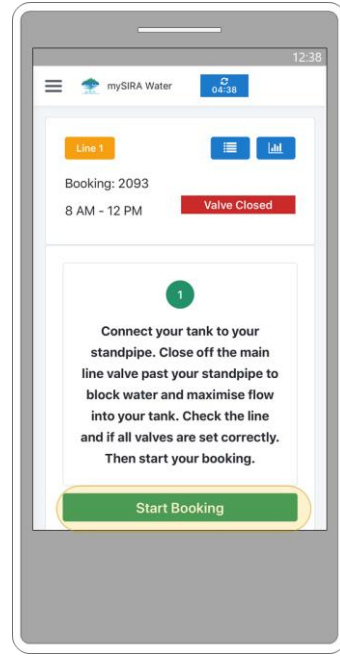 12:38
mySIRA Water
04:38
Line 1
Booking: 2093
8 AM - 12 PM
Valve Closed
1
Connect your tank to your
standpipe. Close off the main
line valve past your standpipe to
block water and maximise flow
into your tank. Check the line
and if all valves are set correctly.
Then start your booking.
Start Booking